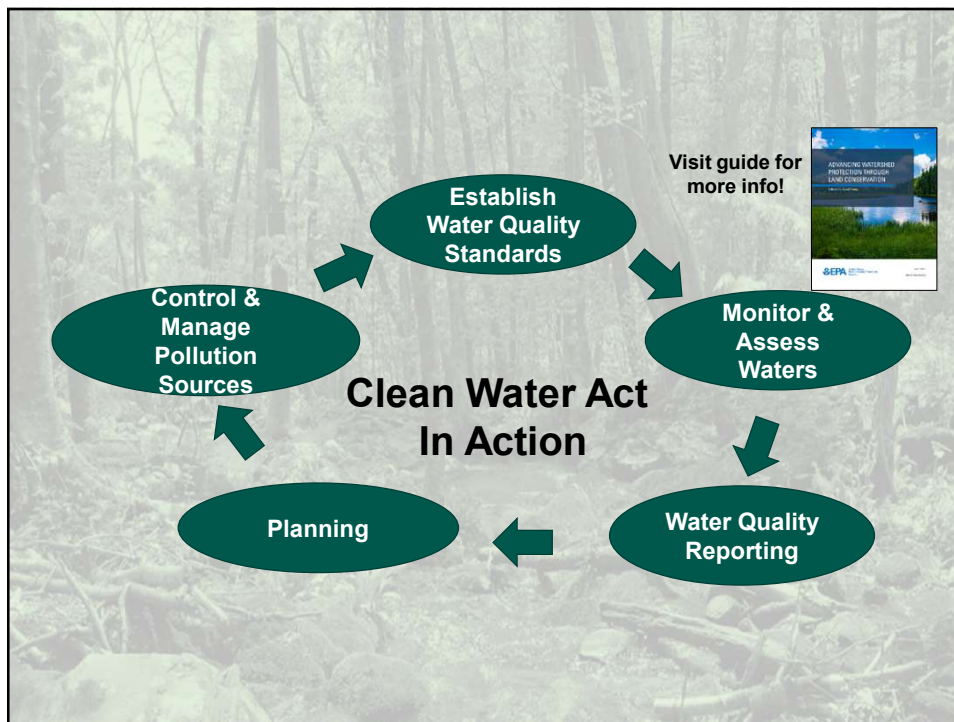 Visit guide for
more info!
ADVANCING WATERSHED
PROTECTION THROUGH
LAND CONSERVATION
EPA
Establish
Water Quality
Standards
Monitor &
Assess
Waters
Water Quality
Reporting
Planning
Control &
Manage
Pollution
Sources
Clean Water Act
In Action